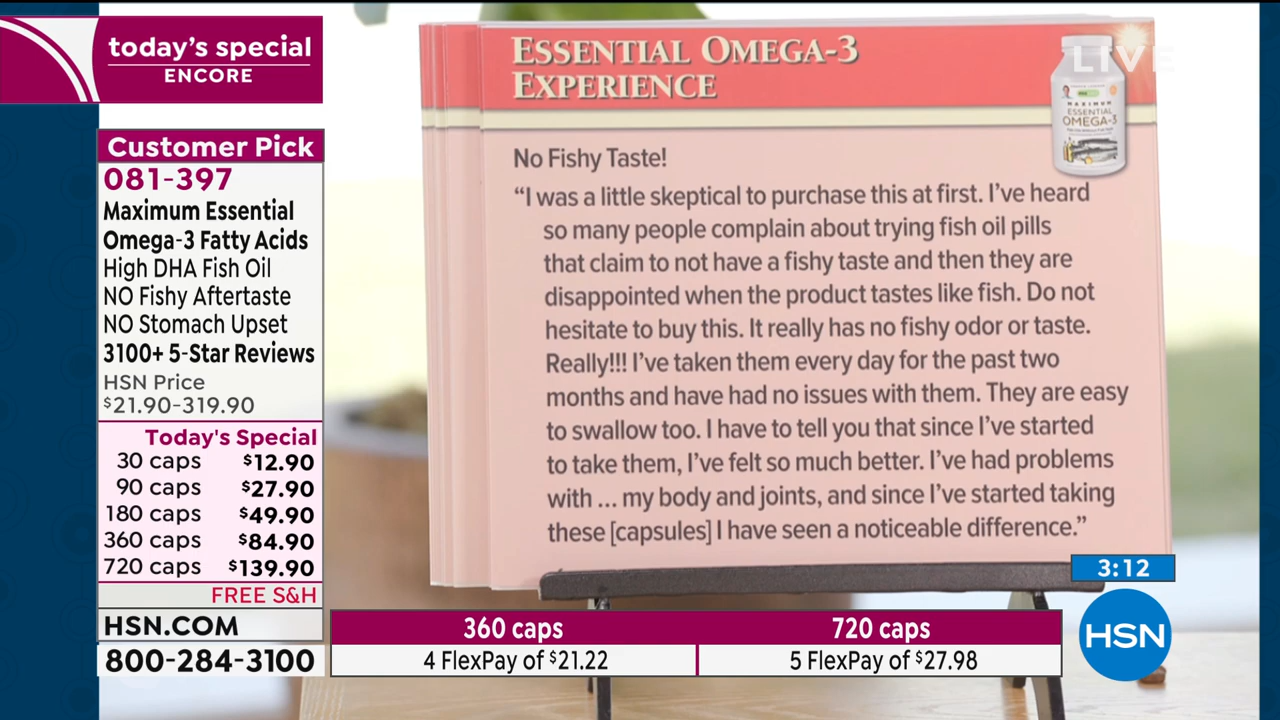 today's special
ENCORE
Customer Pick
081-397
Maximum Essential
Omega-3 Fatty Acids
High DHA Fish Oil
NO Fishy Aftertaste
NO Stomach Upset
3100+ 5-Star Reviews
HSN Price
$21.90-319.90
Today's Special
30 caps $12.90
90 caps $27.90
180 caps $49.90
360 caps $84.90
720 caps $139.90
FREE S&H
HSN.COM
800-284-3100
ESSENTIAL OMEGA-3
EXPERIENCE
LIVE
MAXIMUM
ESSENTIAL
OMEGA-3
No Fishy Taste!
“I was a little skeptical to purchase this at first. I’ve heard
so many people complain about trying fish oil pills
that claim to not have a fishy taste and then they are
disappointed when the product tastes like fish. Do not
hesitate to buy this. It really has no fishy odor or taste.
Really!!! I’ve taken them every day for the past two
months and have had no issues with them. They are easy
to swallow too. I have to tell you that since I’ve started
to take them, I’ve felt so much better. I’ve had problems
with ... my body and joints, and since I’ve started taking
these [capsules] I have seen a noticeable difference.”
3:12
HSN
360 caps 720 caps
4 FlexPay of $21.22 5 FlexPay of $27.98